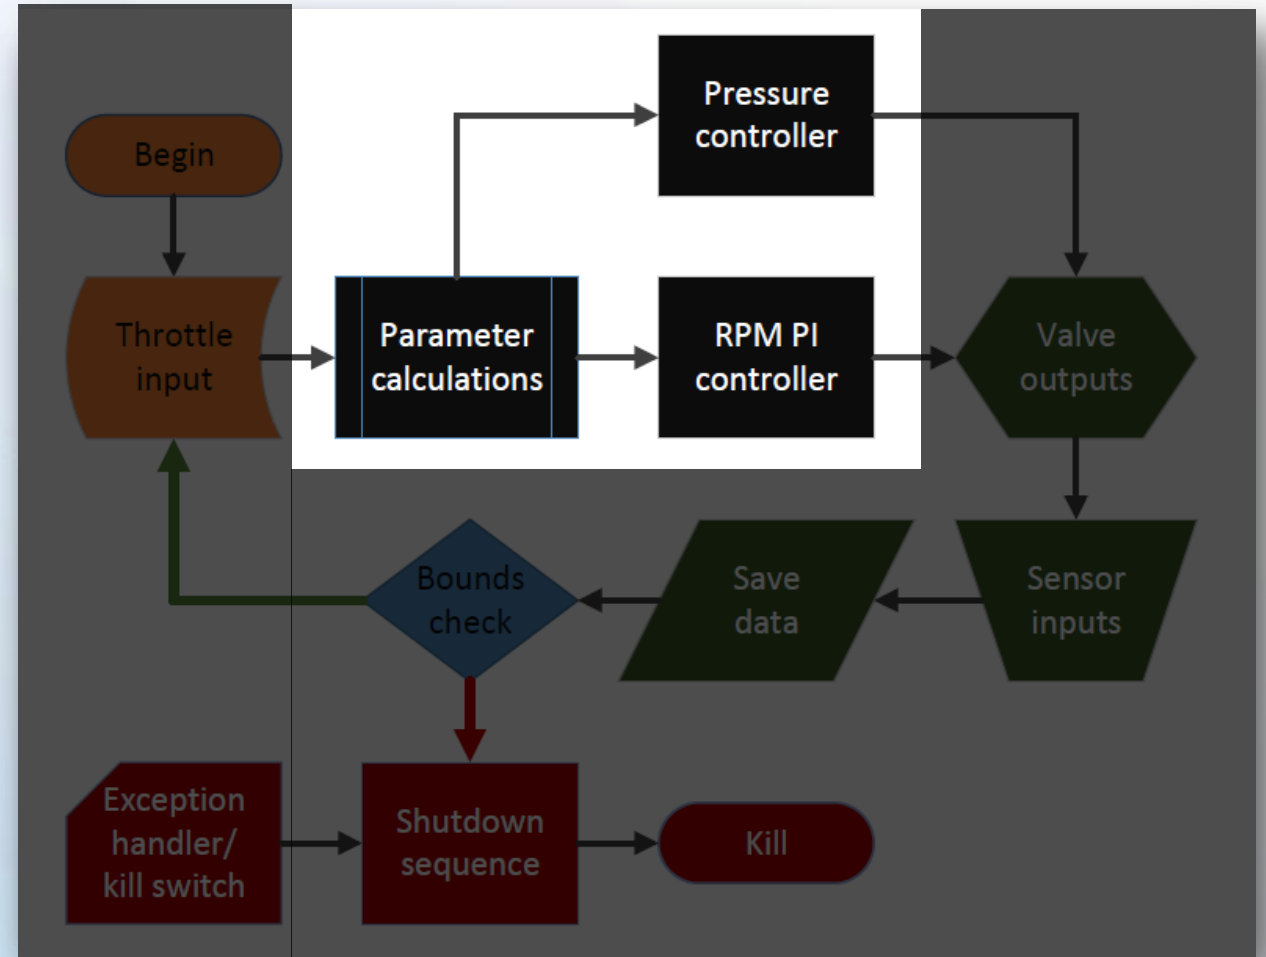 Pressure
controller
Begin
Throttle
input
Parameter
calculations
RPM PI
controller
Valve
outputs
Bounds
check
Save
data
Sensor
inputs
Exception
handler/
kill switch
Shutdown
sequence
Kill